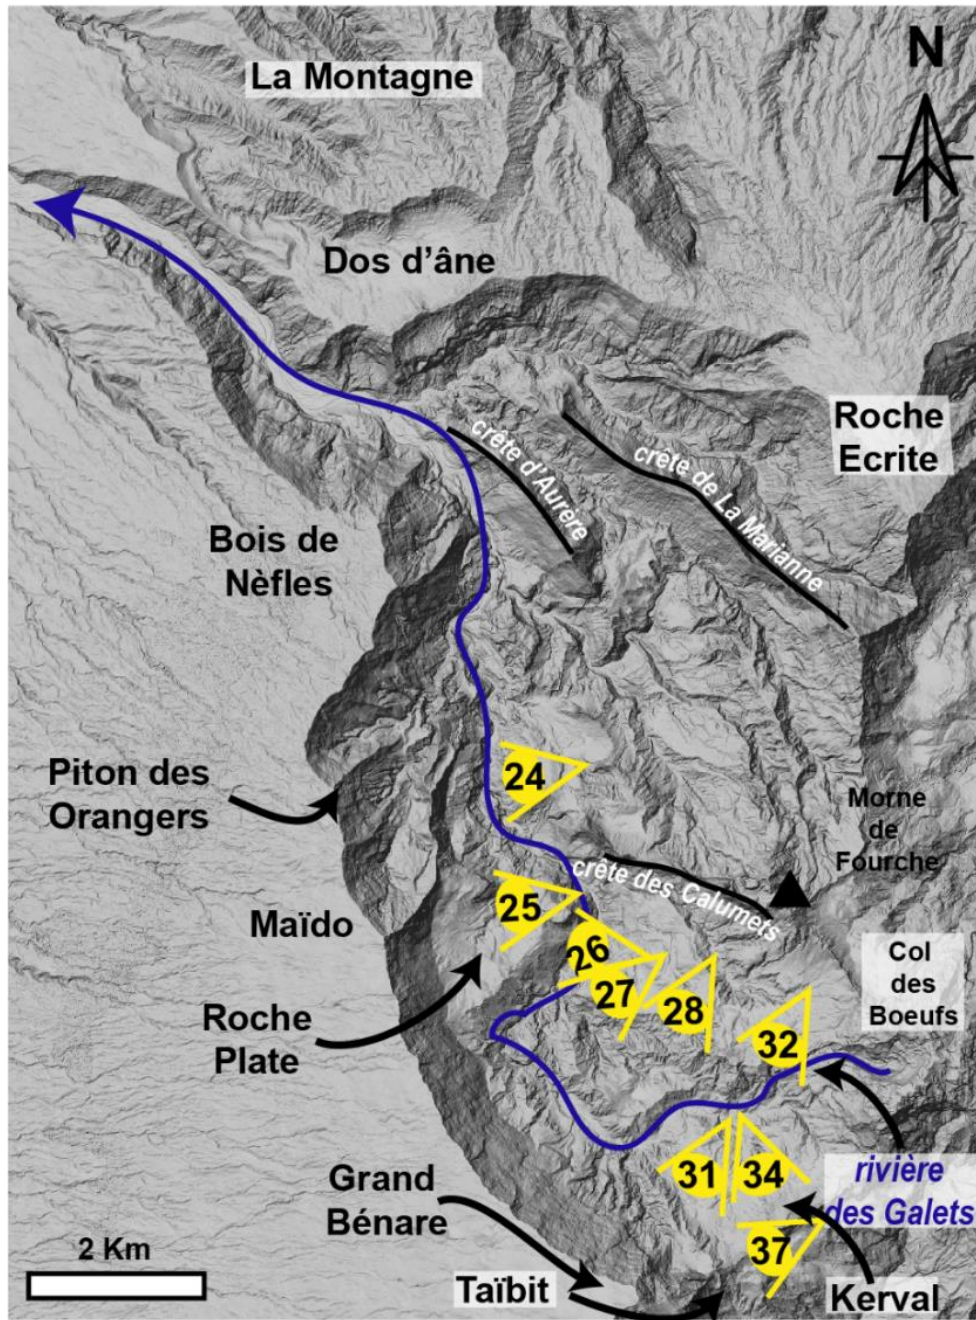 N
La Montagne
Dos d'âne
Roche
Ecrite
crête d'Aurère
crête de La Marianne
Bois de
Nèfles
Piton des
Orangers
24
Morne
de
Fourche
crête des Calumets
25
Maïdo
26
27
28
Col
des
Boeufs
Roche
Plate
32
31
34
rivière
des Galets
Grand
Bénare
37
2 Km
Taïbit
Kerval